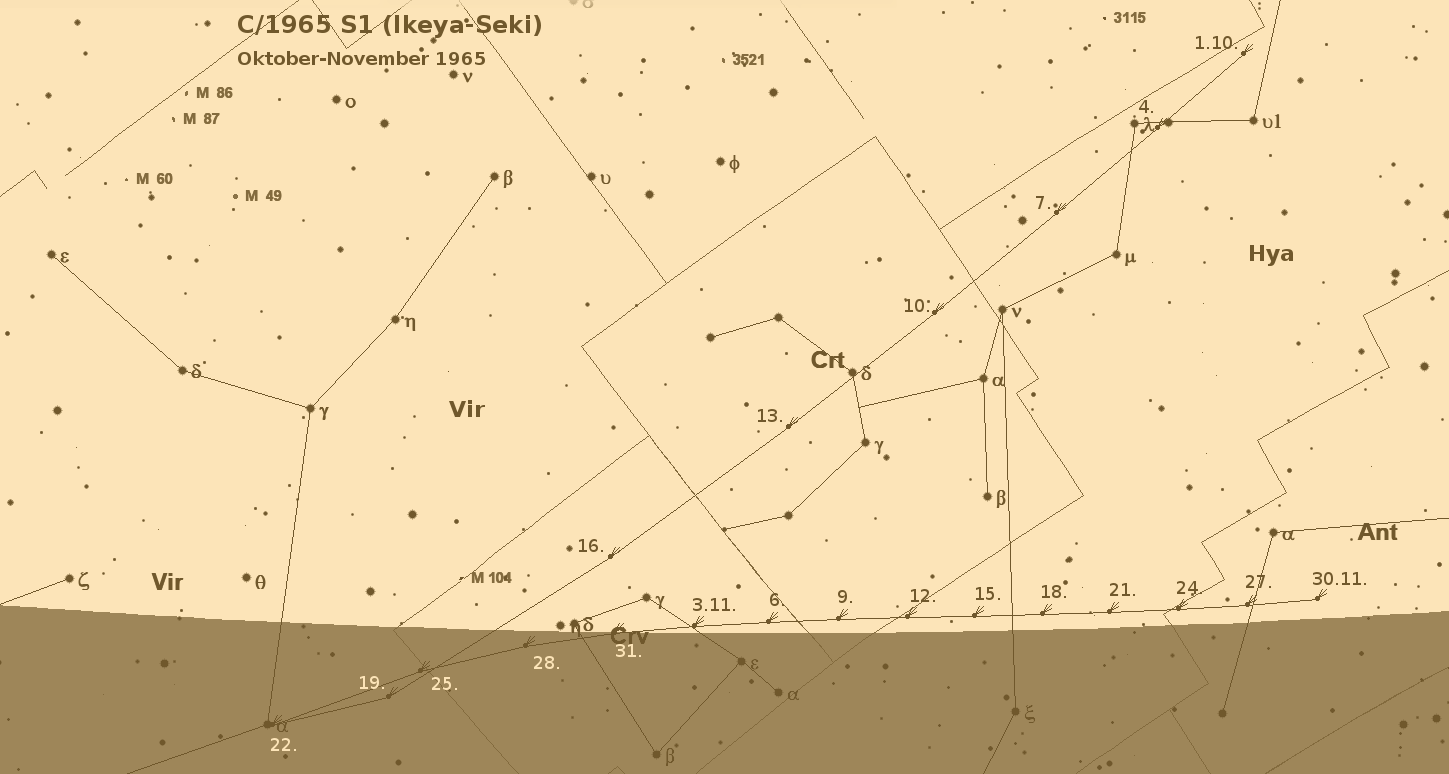 C/1965 S1 (Ikeya-Seki)
Oktober-November 1965
3115
1.10.
3521
ν
M 86
ο
4.
M 87
λ
υ1
φ
M 60
β
υ
M 49
7.
ε
Hya
μ
10.
ν
η
Crt
δ
δ
α
γ
Vir
13.
γ
β
16.
α
Ant
M 104
ζ
Vir
θ
γ
3.11.
6.
9.
12.
15.
18.
21.
24.
27.
30.11.
η
δ
Crv
31.
28.
ε
19.
25.
α
α
ξ
22.
β